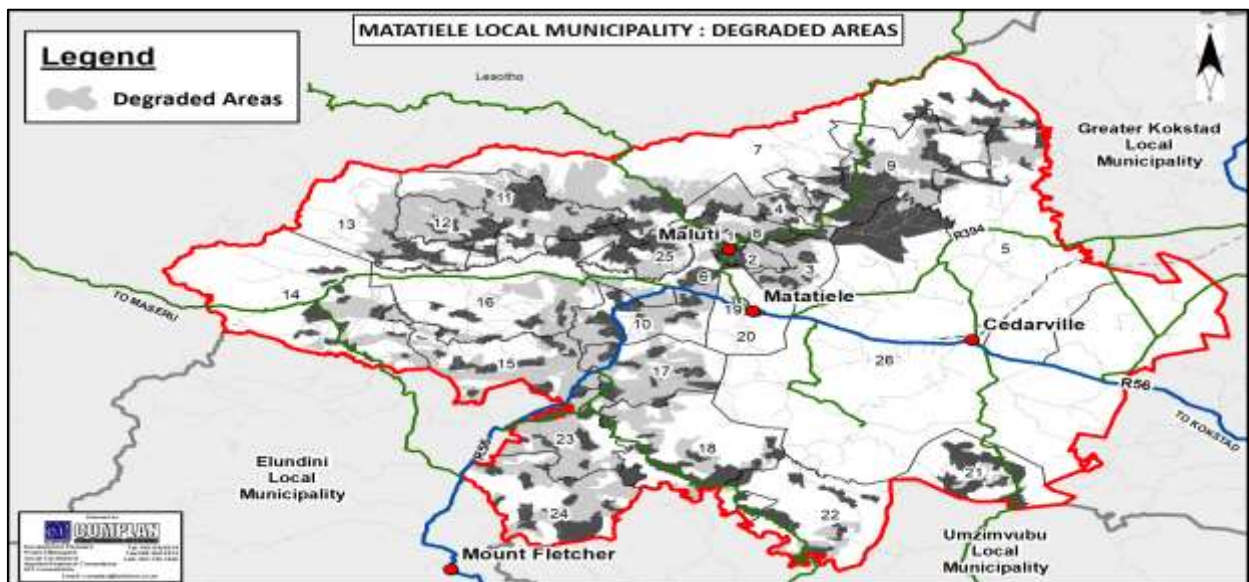 MATATIELE LOCAL MUNICIPALITY : DEGRADED AREAS
Legend
Degraded Areas
Lesotho
Greater Kokstad
Local
Municipality
7
9
11
4
13
12
8
Maluti
R394
5
25
2
3
6
14
16
Matatiele
19
TO MASERU
10
20
Cedarville
26
15
17
R56
TO KOKSTAD
23
18
R56
Elundini
Local
Municipality
21
24
22
Umzimvubu
Local
Municipality
Mount Fletcher